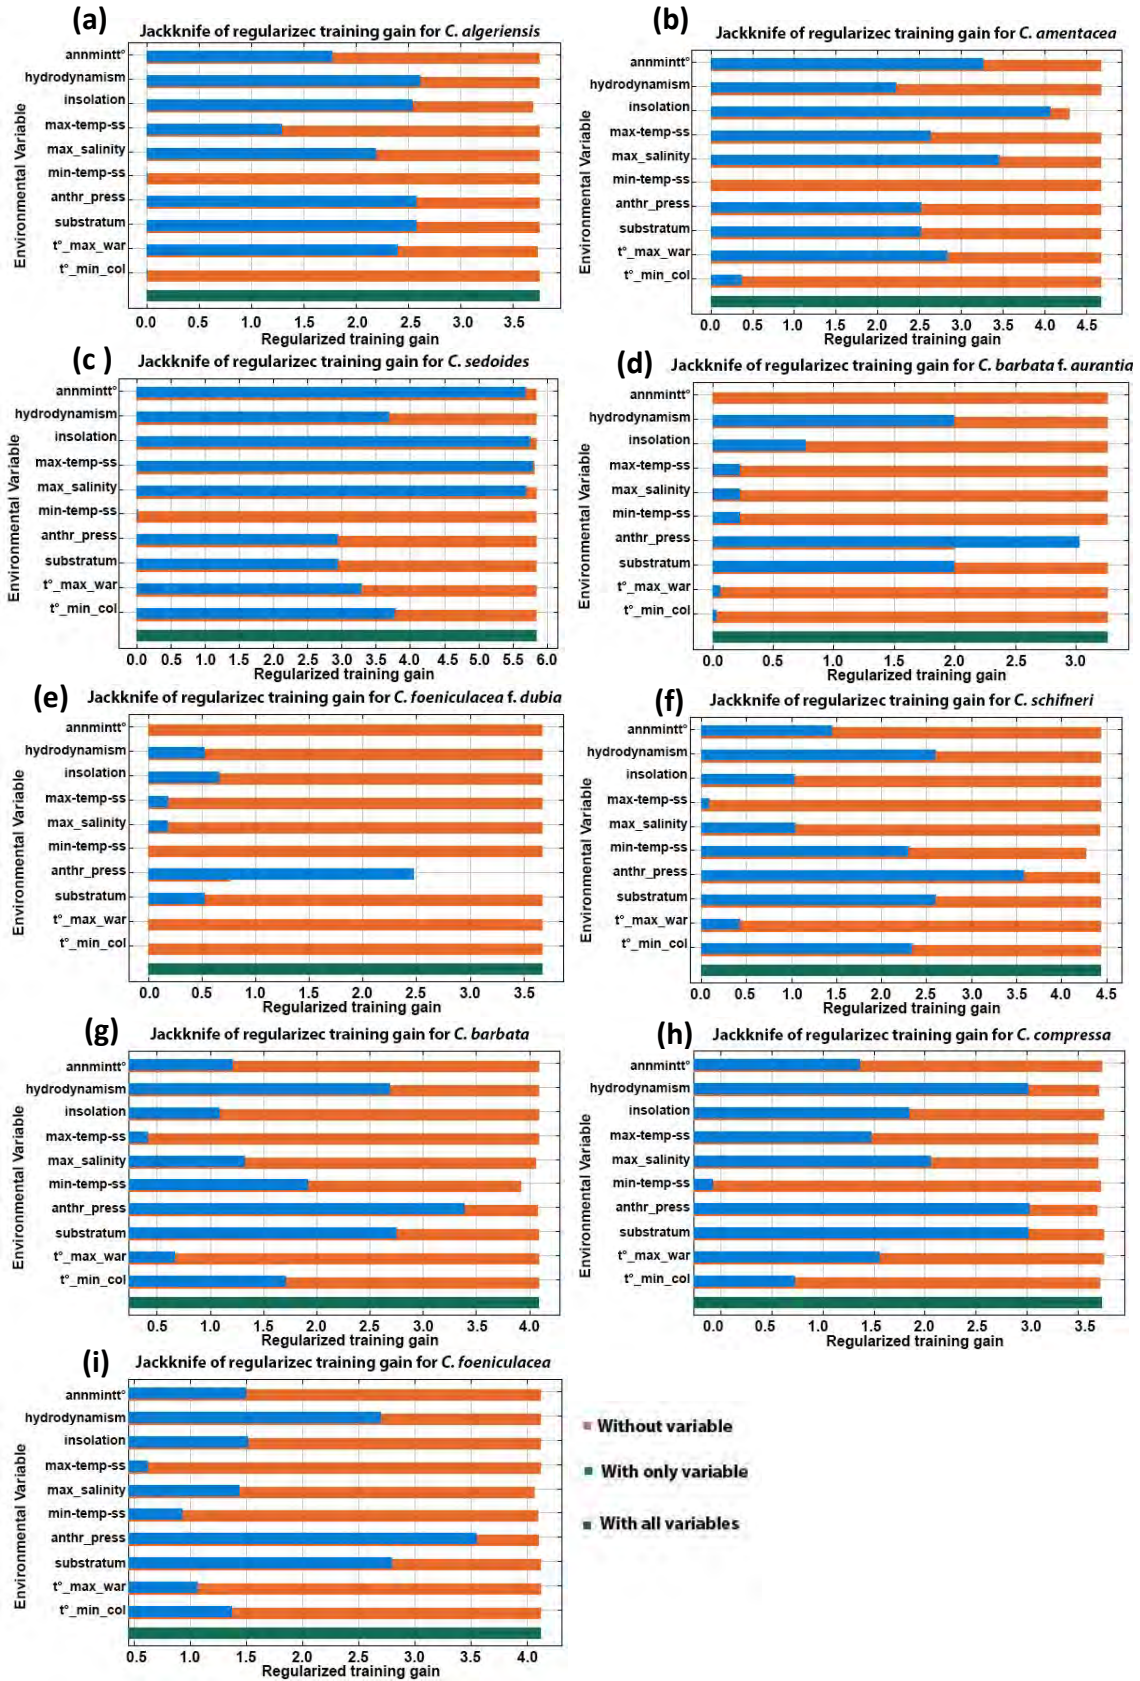 (a)
Jackknife of regularizec training gain for C. algeriensis
Environmental Variable
annmintt°
hydrodynamism
insolation
max-temp-ss
max_salinity
min-temp-ss
anthr_press
substratum
t°_max_war
t°_min_col
0.0 0.5 1.0 1.5 2.0 2.5 3.0 3.5
Regularized training gain
(b)
Jackknife of regularizec training gain for C. amentacea
Environmental Variable
annmintt°
hydrodynamism
insolation
max-temp-ss
max_salinity
min-temp-ss
anthr_press
substratum
t°_max_war
t°_min_col
0.0 0.5 1.0 1.5 2.0 2.5 3.0 3.5 4.0 4.5
Regularized training gain
(c )
Jackknife of regularizec training gain for C. sedoides
Environmental Variable
annmintt°
hydrodynamism
insolation
max-temp-ss
max_salinity
min-temp-ss
anthr_press
substratum
t°_max_war
t°_min_col
0.0 0.5 1.0 1.5 2.0 2.5 3.0 3.5 4.0 4.5 5.0 5.5 6.0
Regularized training gain
(d)
Jackknife of regularizec training gain for C. barbata f. aurantia
Environmental Variable
annmintt°
hydrodynamism
insolation
max-temp-ss
max_salinity
min-temp-ss
anthr_press
substratum
t°_max_war
t°_min_col
0.0 0.5 1.0 1.5 2.0 2.5 3.0
Regularized training gain
(e)
Jackknife of regularizec training gain for C. foeniculacea f. dubia
Environmental Variable
annmintt°
hydrodynamism
insolation
max-temp-ss
max_salinity
min-temp-ss
anthr_press
substratum
t°_max_war
t°_min_col
0.0 0.5 1.0 1.5 2.0 2.5 3.0 3.5
Regularized training gain
(f)
Jackknife of regularizec training gain for C. schifneri
Environmental Variable
annmintt°
hydrodynamism
insolation
max-temp-ss
max_salinity
min-temp-ss
anthr_press
substratum
t°_max_war
t°_min_col
0.0 0.5 1.0 1.5 2.0 2.5 3.0 3.5 4.0 4.5
Regularized training gain
(g)
Jackknife of regularizec training gain for C. barbata
Environmental Variable
annmintt°
hydrodynamism
insolation
max-temp-ss
max_salinity
min-temp-ss
anthr_press
substratum
t°_max_war
t°_min_col
0.5 1.0 1.5 2.0 2.5 3.0 3.5 4.0
Regularized training gain
(h)
Jackknife of regularizec training gain for C. compressa
Environmental Variable
annmintt°
hydrodynamism
insolation
max-temp-ss
max_salinity
min-temp-ss
anthr_press
substratum
t°_max_war
t°_min_col
0.0 0.5 1.0 1.5 2.0 2.5 3.0 3.5
Regularized training gain
(i)
Jackknife of regularizec training gain for C. foeniculacea
Environmental Variable
annmintt°
hydrodynamism
insolation
max-temp-ss
max_salinity
min-temp-ss
anthr_press
substratum
t°_max_war
t°_min_col
0.5 1.0 1.5 2.0 2.5 3.0 3.5 4.0
Regularized training gain
Without variable
With only variable
With all variables